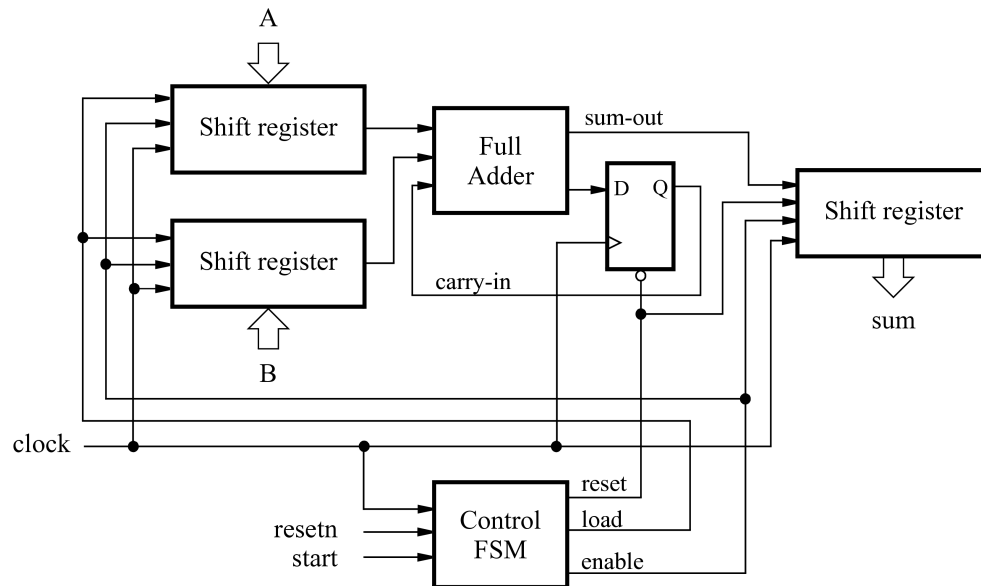 A
Shift register
Full
Adder
sum-out
D
Q
Shift register
Shift register
carry-in
sum
B
clock
reset
Control
FSM
load
resetn
start
enable